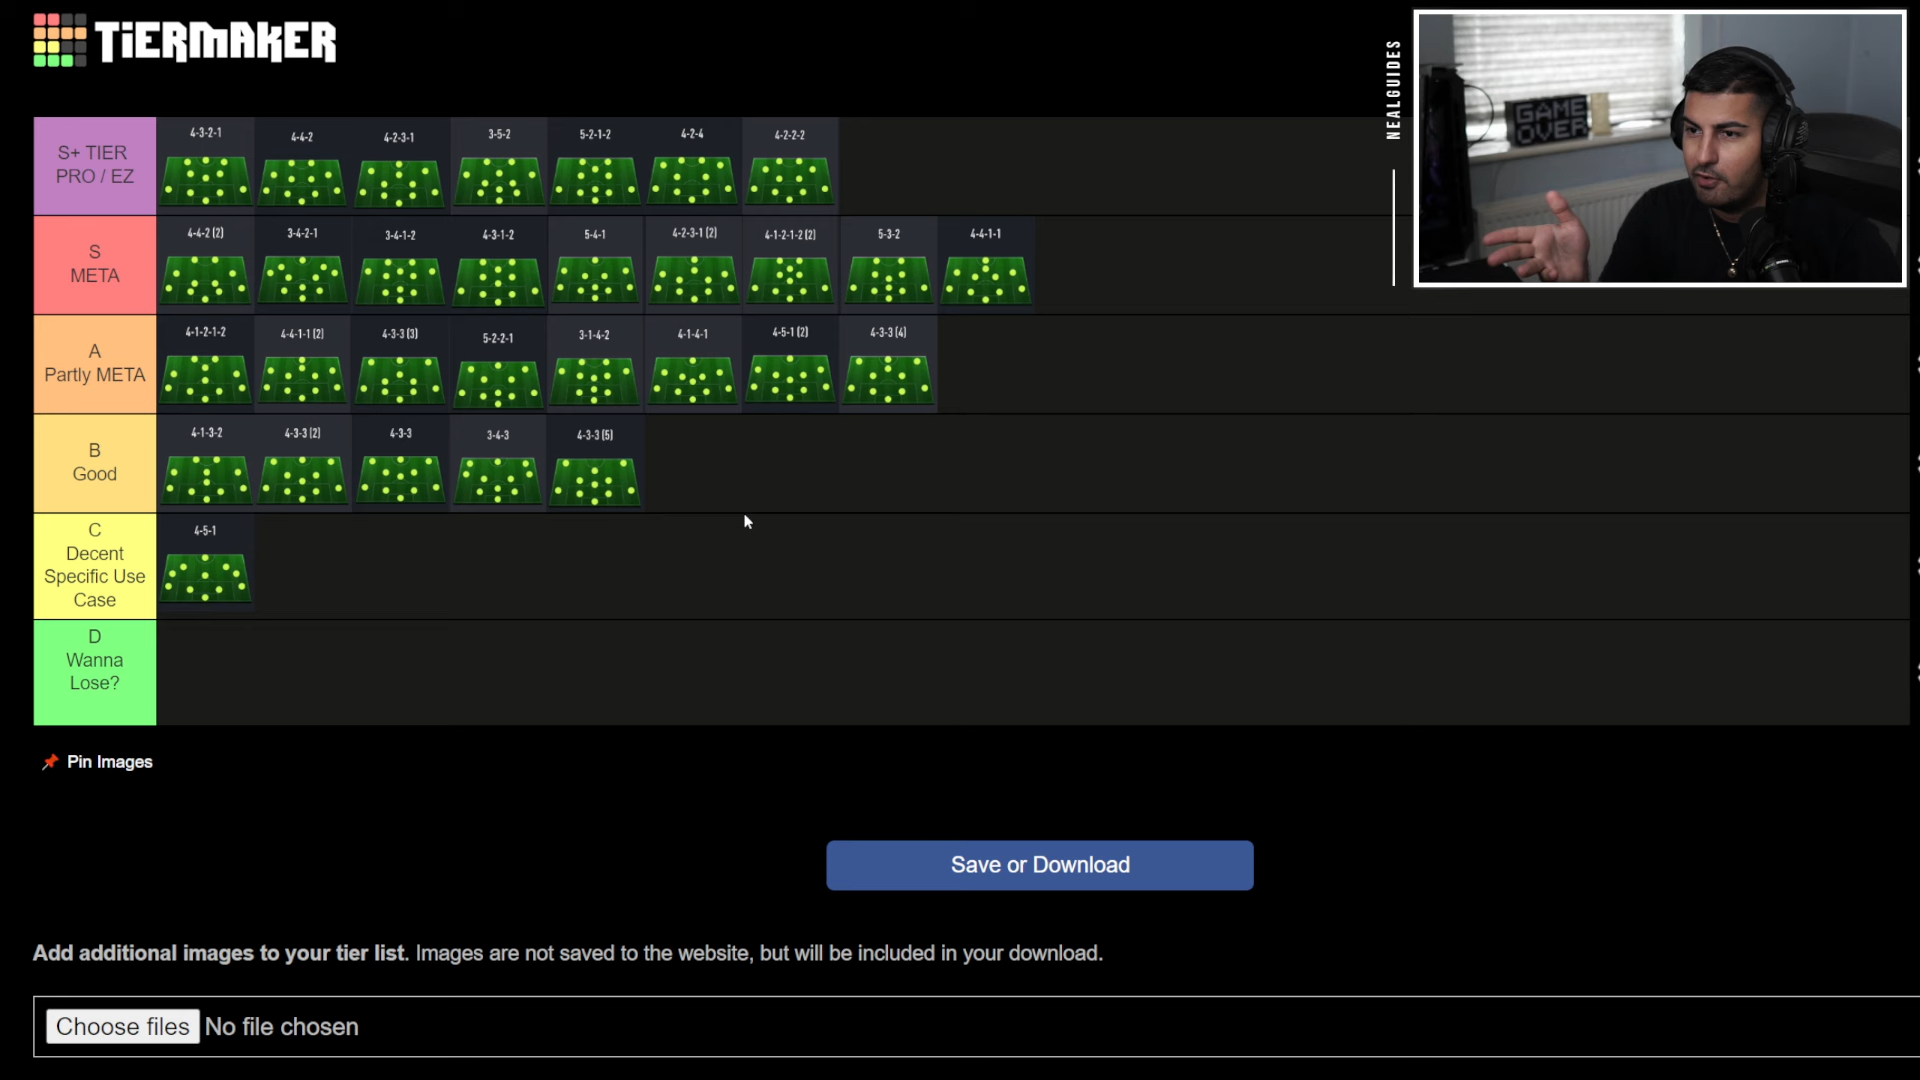 TiERMAKER
NEALGUIDES
GAME
OVER
S+ TIER
PRO / EZ
4-3-2-1
4-4-2
4-2-3-1
3-5-2
5-2-1-2
4-2-4
4-2-2-2
S
META
4-4-2 (2)
3-4-2-1
3-4-1-2
4-3-1-2
5-4-1
4-2-3-1 (2)
4-1-2-1-2 (2)
5-3-2
4-4-1-1
A
Partly META
4-1-2-1-2
4-4-1-1 (2)
4-3-3 (3)
5-2-2-1
3-1-4-2
4-1-4-1
4-5-1 (2)
4-3-3 (4)
B
Good
4-1-3-2
4-3-3 (2)
4-3-3
3-4-3
4-3-3 (5)
C
Decent
Specific Use
Case
4-5-1
D
Wanna
Lose?
Pin Images
Save or Download
Add additional images to your tier list. Images are not saved to the website, but will be included in your download.
Choose files No file chosen